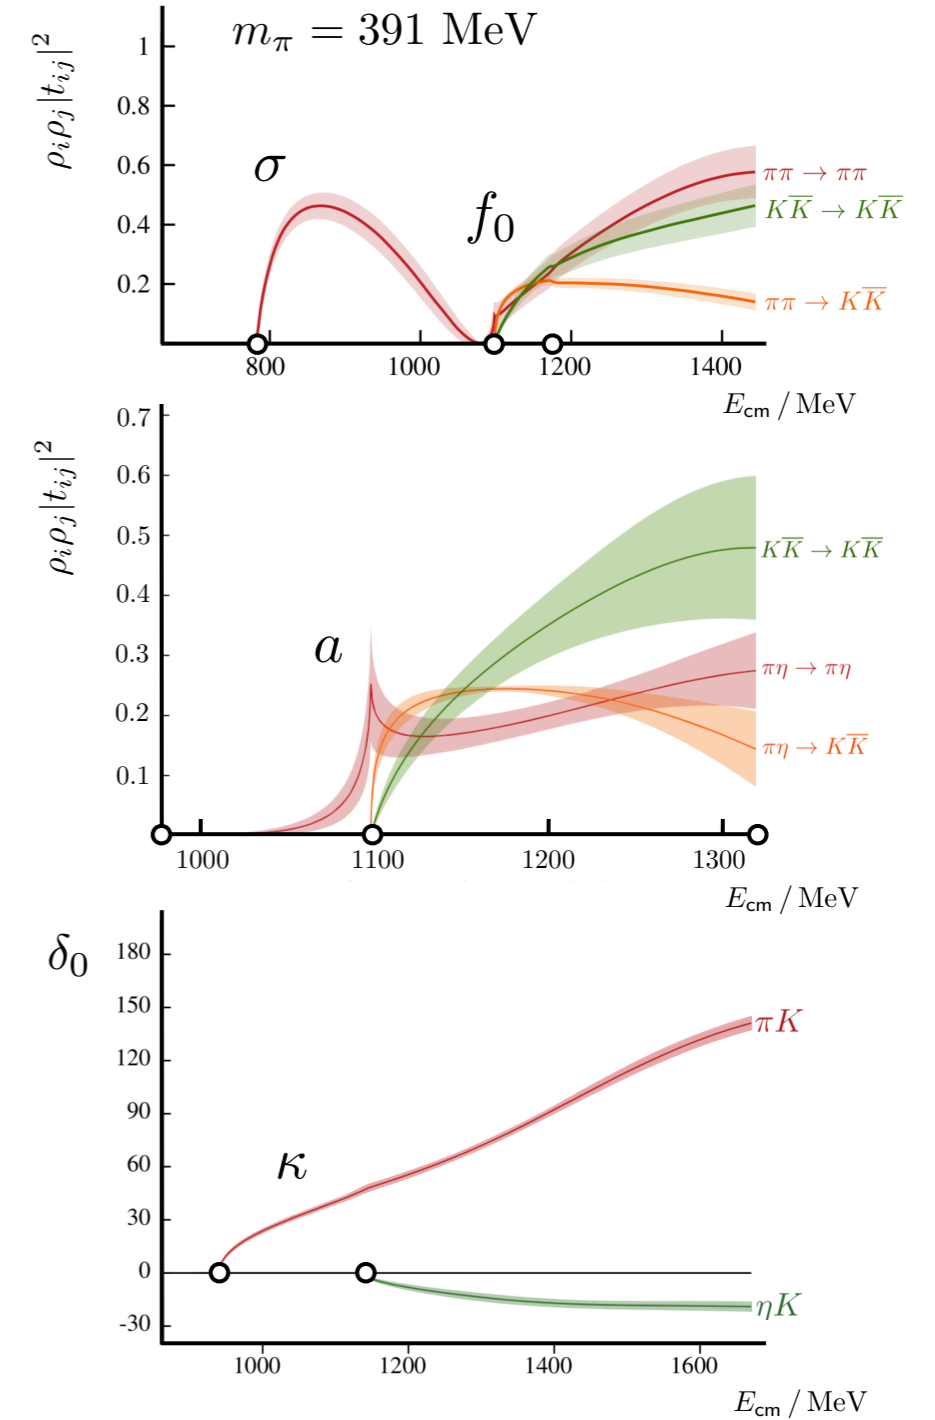 m_π = 391 MeV
ρ_iρ_j|t_ij|^2
1
0.8
0.6
0.4
0.2
σ
f_0
ππ → ππ
KK̅ → KK̅
ππ → KK̅
800 1000 1200 1400
E_cm / MeV
ρ_iρ_j|t_ij|^2
0.7
0.6
0.5
0.4
0.3
0.2
0.1
a
KK̅ → KK̅
πη → πη
πη → KK̅
1000 1100 1200 1300
E_cm / MeV
δ_0
180
150
120
90
60
30
0
-30
κ
πK
ηK
1000 1200 1400 1600
E_cm / MeV